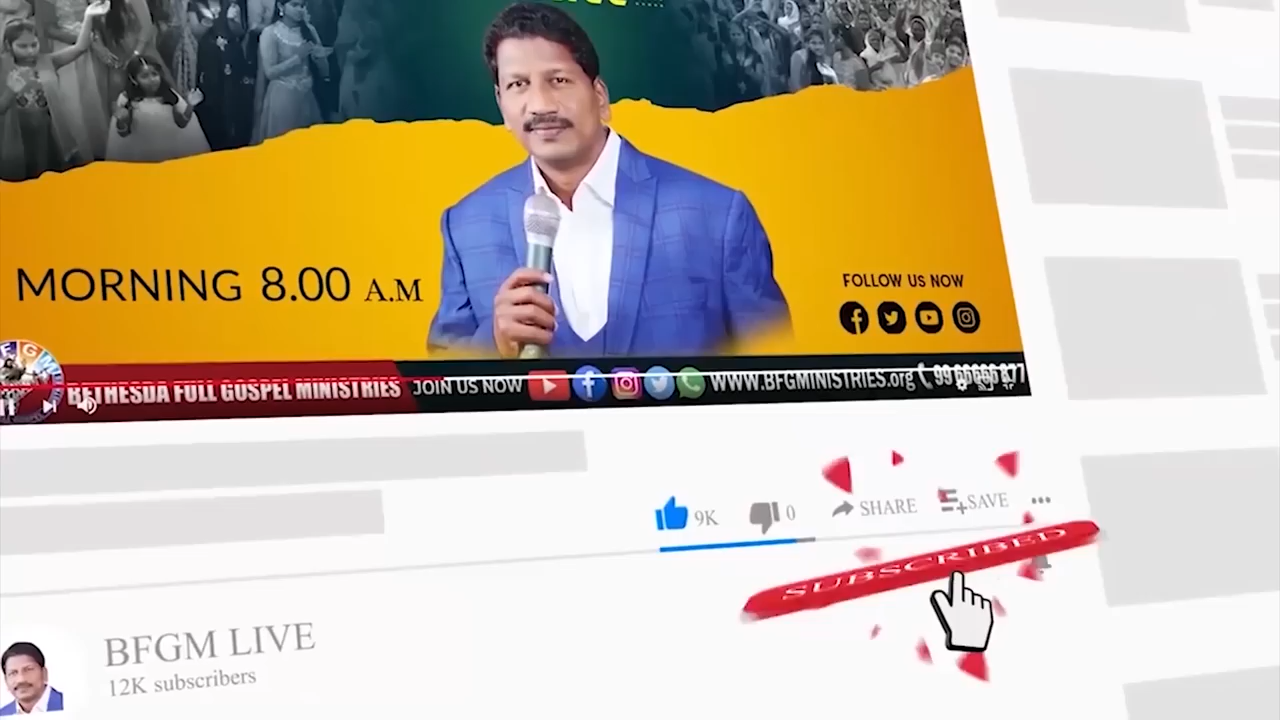 MORNING 8.00 A.M
FOLLOW US NOW
BETHESDA FULL GOSPEL MINISTRIES JOIN US NOW WWW.BFGMINISTRIES.org
9K 0 SHARE SAVE
SUBSCRIBED
BFGM LIVE
12K subscribers